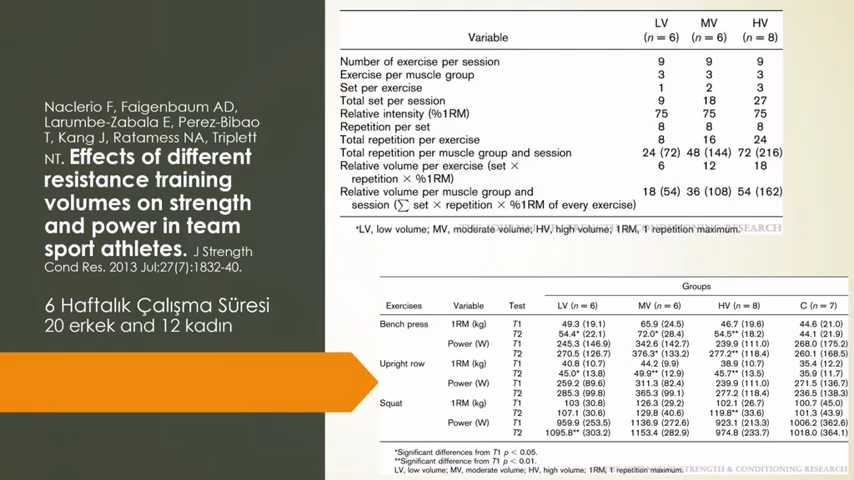 Naclerio F, Faigenbaum AD,
Larumbe-Zabala E, Perez-Bibao
T, Kang J, Ratamess NA, Triplett
NT. Effects of different
resistance training
volumes on strength
and power in team
sport athletes. J Strength
Cond Res. 2013 Jul;27(7):1832-40.
6 Haftalık Çalışma Süresi
20 erkek and 12 kadın
LV MV HV
Variable (n = 6) (n = 6) (n = 8)
Number of exercise per session 9 9 9
Exercise per muscle group 3 3 3
Set per exercise 1 2 3
Total set per session 9 18 27
Relative intensity (%1RM) 75 75 75
Repetition per set 8 8 8
Total repetition per exercise 8 16 24
Total repetition per muscle group and session 24 (72) 48 (144) 72 (216)
Relative volume per exercise (set × 6 12 18
repetition × %1RM)
Relative volume per muscle group and 18 (54) 36 (108) 54 (162)
session (∑ set × repetition × %1RM of every exercise)
*LV, low volume; MV, moderate volume; HV, high volume; 1RM, 1 repetition maximum.
Groups
Exercises Variable Test LV (n = 6) MV (n = 6) HV (n = 8) C (n = 7)
Bench press 1RM (kg) T1 49.3 (19.1) 65.9 (24.5) 46.7 (19.6) 44.6 (21.0)
T2 54.4* (22.1) 72.0* (28.4) 54.5** (18.2) 44.1 (21.9)
Power (W) T1 245.3 (146.9) 342.6 (142.7) 239.9 (111.0) 268.0 (175.2)
T2 270.5 (126.7) 376.3* (133.2) 277.2** (118.4) 260.1 (168.5)
Upright row 1RM (kg) T1 40.8 (10.7) 44.2 (9.9) 38.9 (10.7) 35.4 (12.2)
T2 45.0* (13.8) 49.9** (12.9) 45.7** (13.5) 35.9 (11.7)
Power (W) T1 259.2 (89.6) 311.3 (82.4) 239.9 (111.0) 271.5 (136.7)
T2 285.3 (99.8) 365.3 (99.1) 277.2 (118.4) 236.5 (138.3)
Squat 1RM (kg) T1 103 (30.8) 126.3 (29.2) 102.1 (26.7) 100.7 (45.0)
T2 107.1 (30.6) 129.8 (40.6) 119.8** (33.6) 101.3 (43.9)
Power (W) T1 959.9 (253.5) 1136.9 (272.6) 923.1 (213.3) 1006.2 (362.6)
T2 1095.8** (303.2) 1153.4 (282.9) 974.8 (233.7) 1018.0 (364.1)
*Significant differences from T1 p < 0.05.
**Significant difference from T1 p < 0.01.
LV, low volume; MV, moderate volume; HV, high volume; 1RM, 1 repetition maximum.
STRENGTH & CONDITIONING RESEARCH